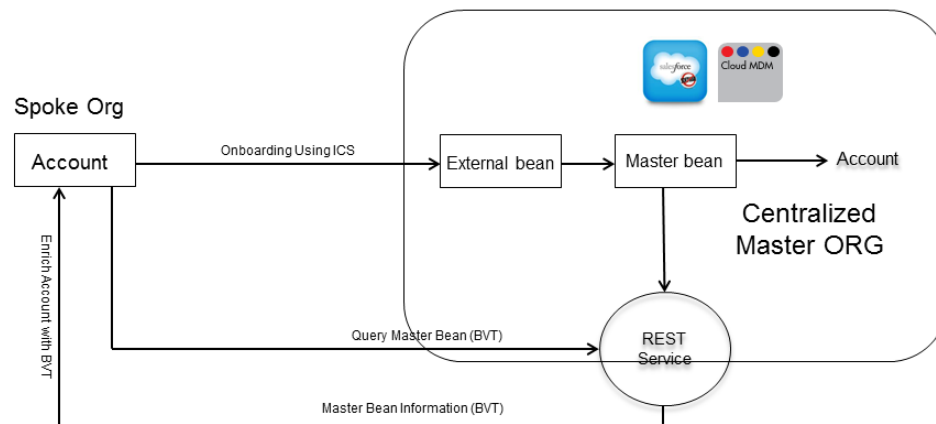 salesforce
Cloud MDM
Spoke Org
Account
Onboarding Using ICS
External bean
Master bean
Account
Centralized
Master ORG
Enrich Account with BVT
Query Master Bean (BVT)
REST
Service
Master Bean Information (BVT)